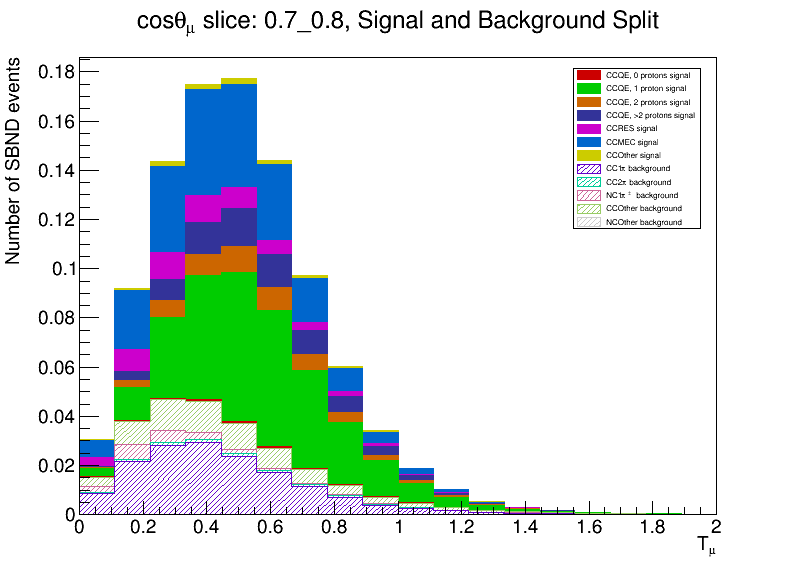 cosθμ slice: 0.7_0.8, Signal and Background Split
Number of SBND events
0.18
0.16
0.14
0.12
0.1
0.08
0.06
0.04
0.02
0
CCQE, 0 protons signal
CCQE, 1 proton signal
CCQE, 2 protons signal
CCQE, >2 protons signal
CCRES signal
CCMEC signal
CCOther signal
CC1π background
CC2π background
NC1π ± background
CCOther background
NCOther background
0 0.2 0.4 0.6 0.8 1 1.2 1.4 1.6 1.8 2
Tμ